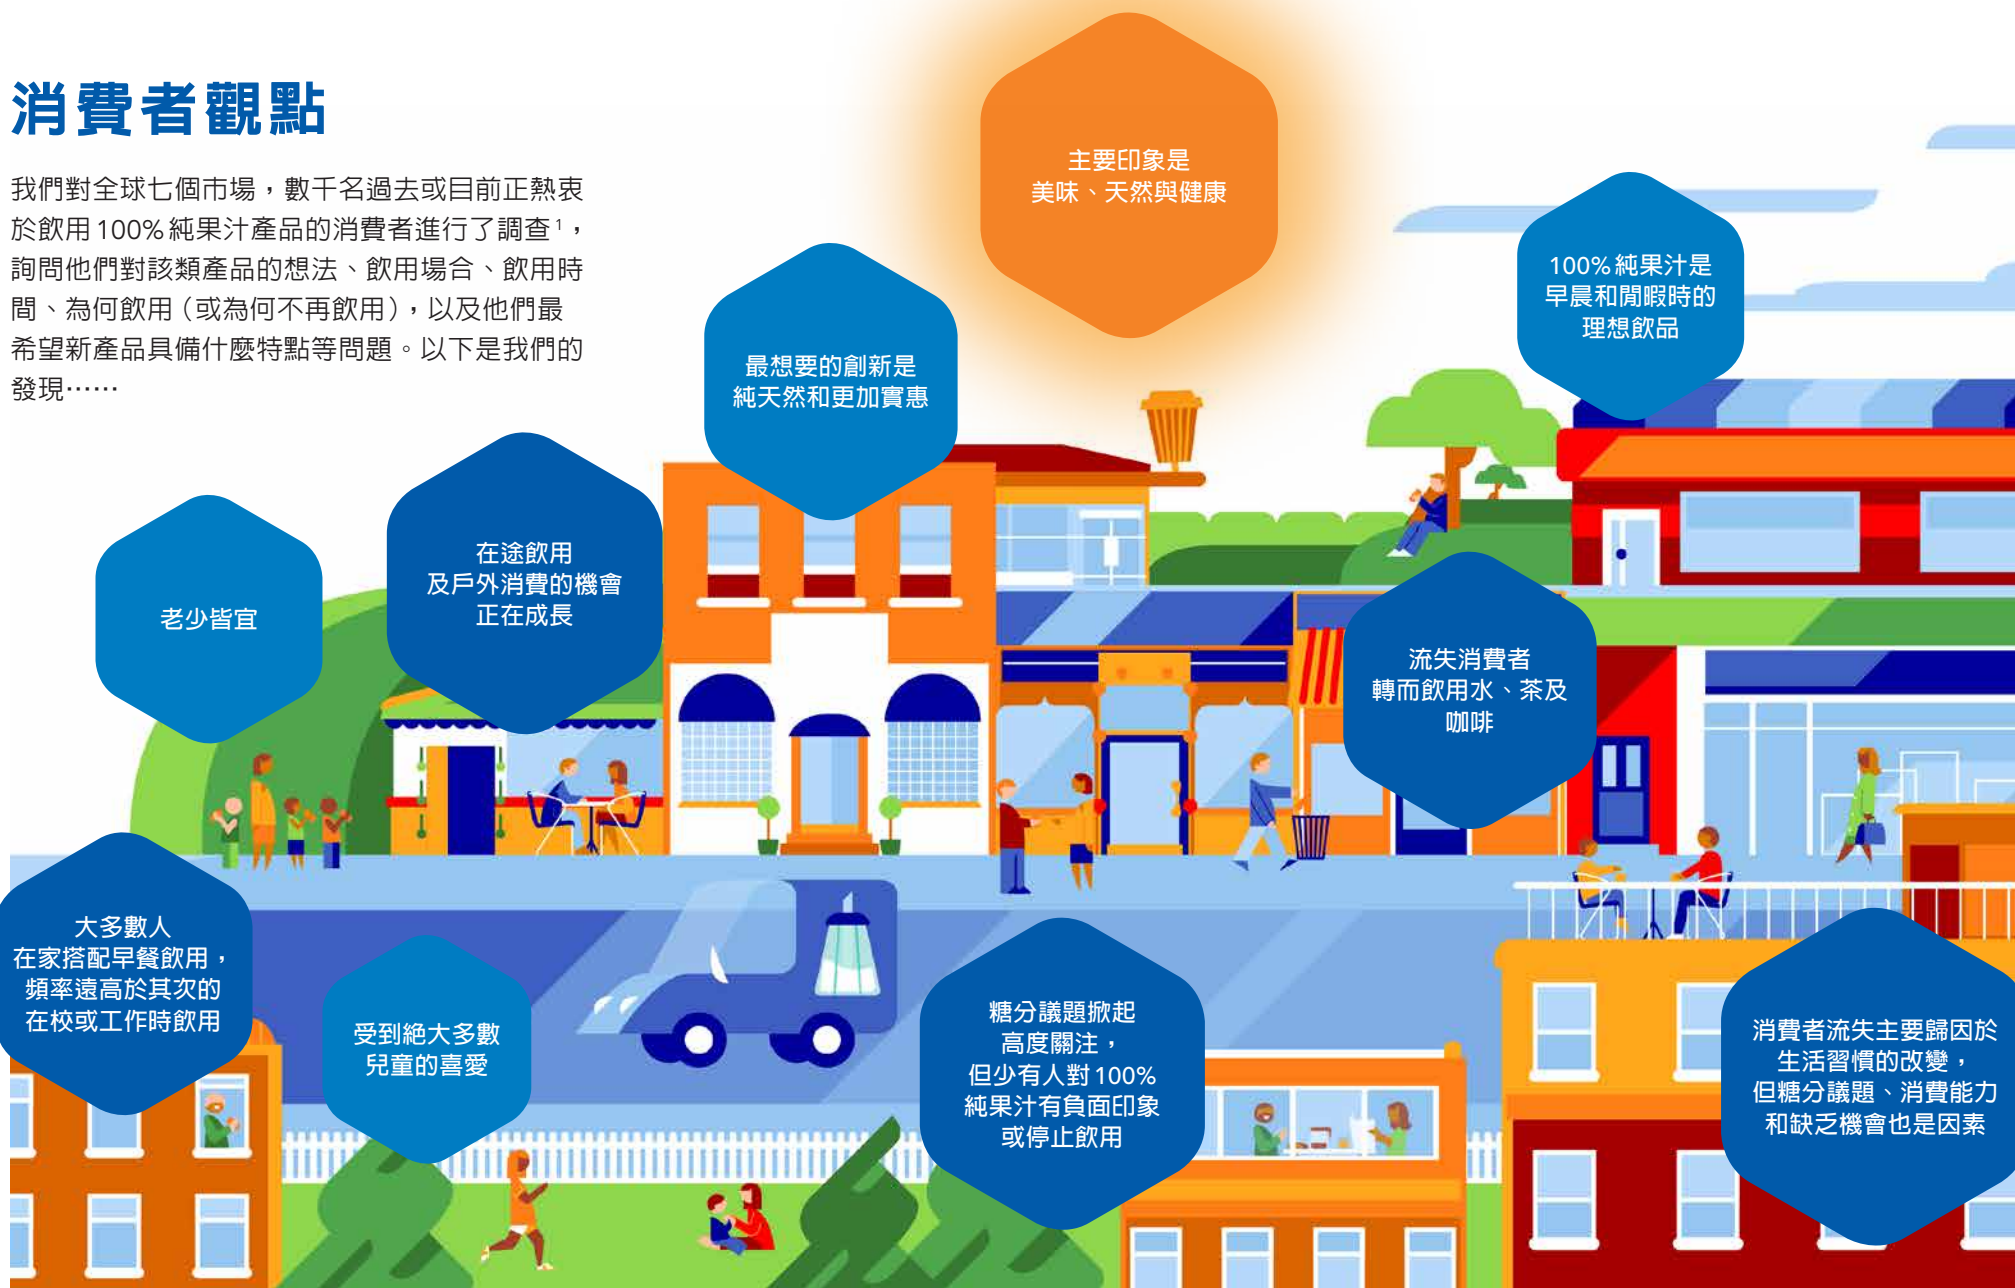 消費者觀點
我們對全球七個市場，數千名過去或目前正熱衷
於飲用100%純果汁產品的消費者進行了調查¹，
詢問他們對該類產品的想法、飲用場合、飲用時
間、為何飲用（或為何不再飲用），以及他們最
希望新產品具備什麼特點等問題。以下是我們的
發現……
主要印象是
美味、天然與健康
100%純果汁是
早晨和閒暇時的
理想飲品
最想要的創新是
純天然和更加實惠
在途飲用
及戶外消費的機會
正在成長
老少皆宜
流失消費者
轉而飲用水、茶及
咖啡
大多數人
在家搭配早餐飲用，
頻率遠高於其次的
在校或工作時飲用
受到絕大多數
兒童的喜愛
糖分議題掀起
高度關注，
但少有人對100%
純果汁有負面印象
或停止飲用
消費者流失主要歸因於
生活習慣的改變，
但糖分議題、消費能力
和缺乏機會也是因素